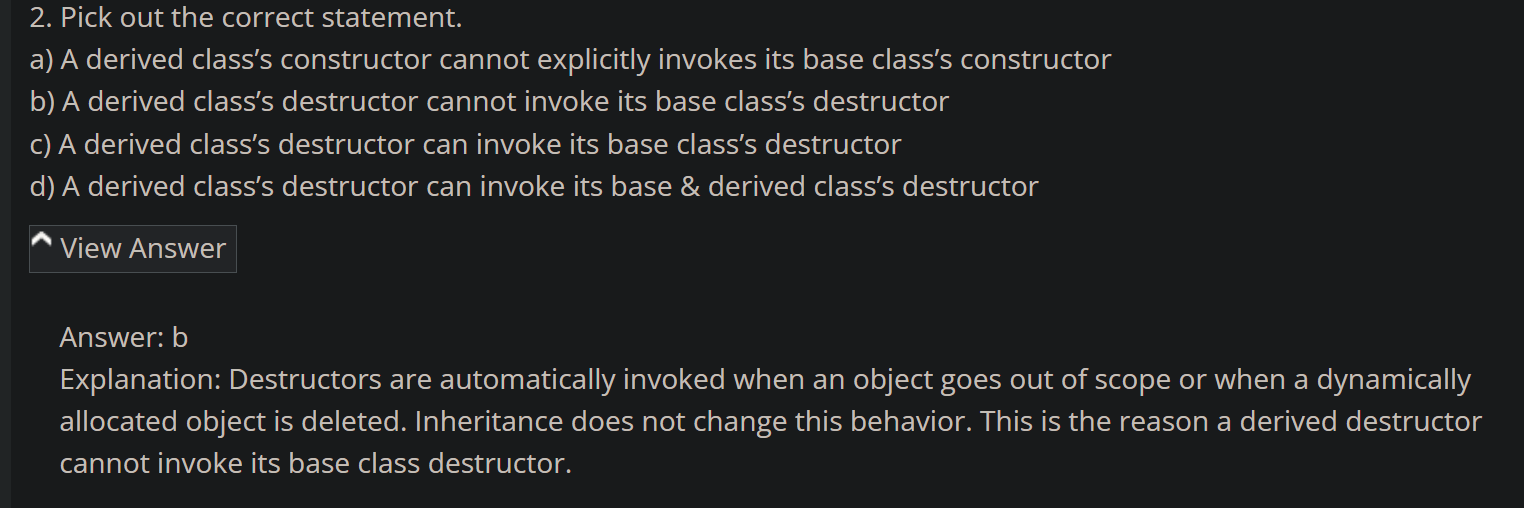 2. Pick out the correct statement.
a) A derived class’s constructor cannot explicitly invokes its base class’s constructor
b) A derived class’s destructor cannot invoke its base class’s destructor
c) A derived class’s destructor can invoke its base class’s destructor
d) A derived class’s destructor can invoke its base & derived class’s destructor
View Answer
Answer: b
Explanation: Destructors are automatically invoked when an object goes out of scope or when a dynamically
allocated object is deleted. Inheritance does not change this behavior. This is the reason a derived destructor
cannot invoke its base class destructor.